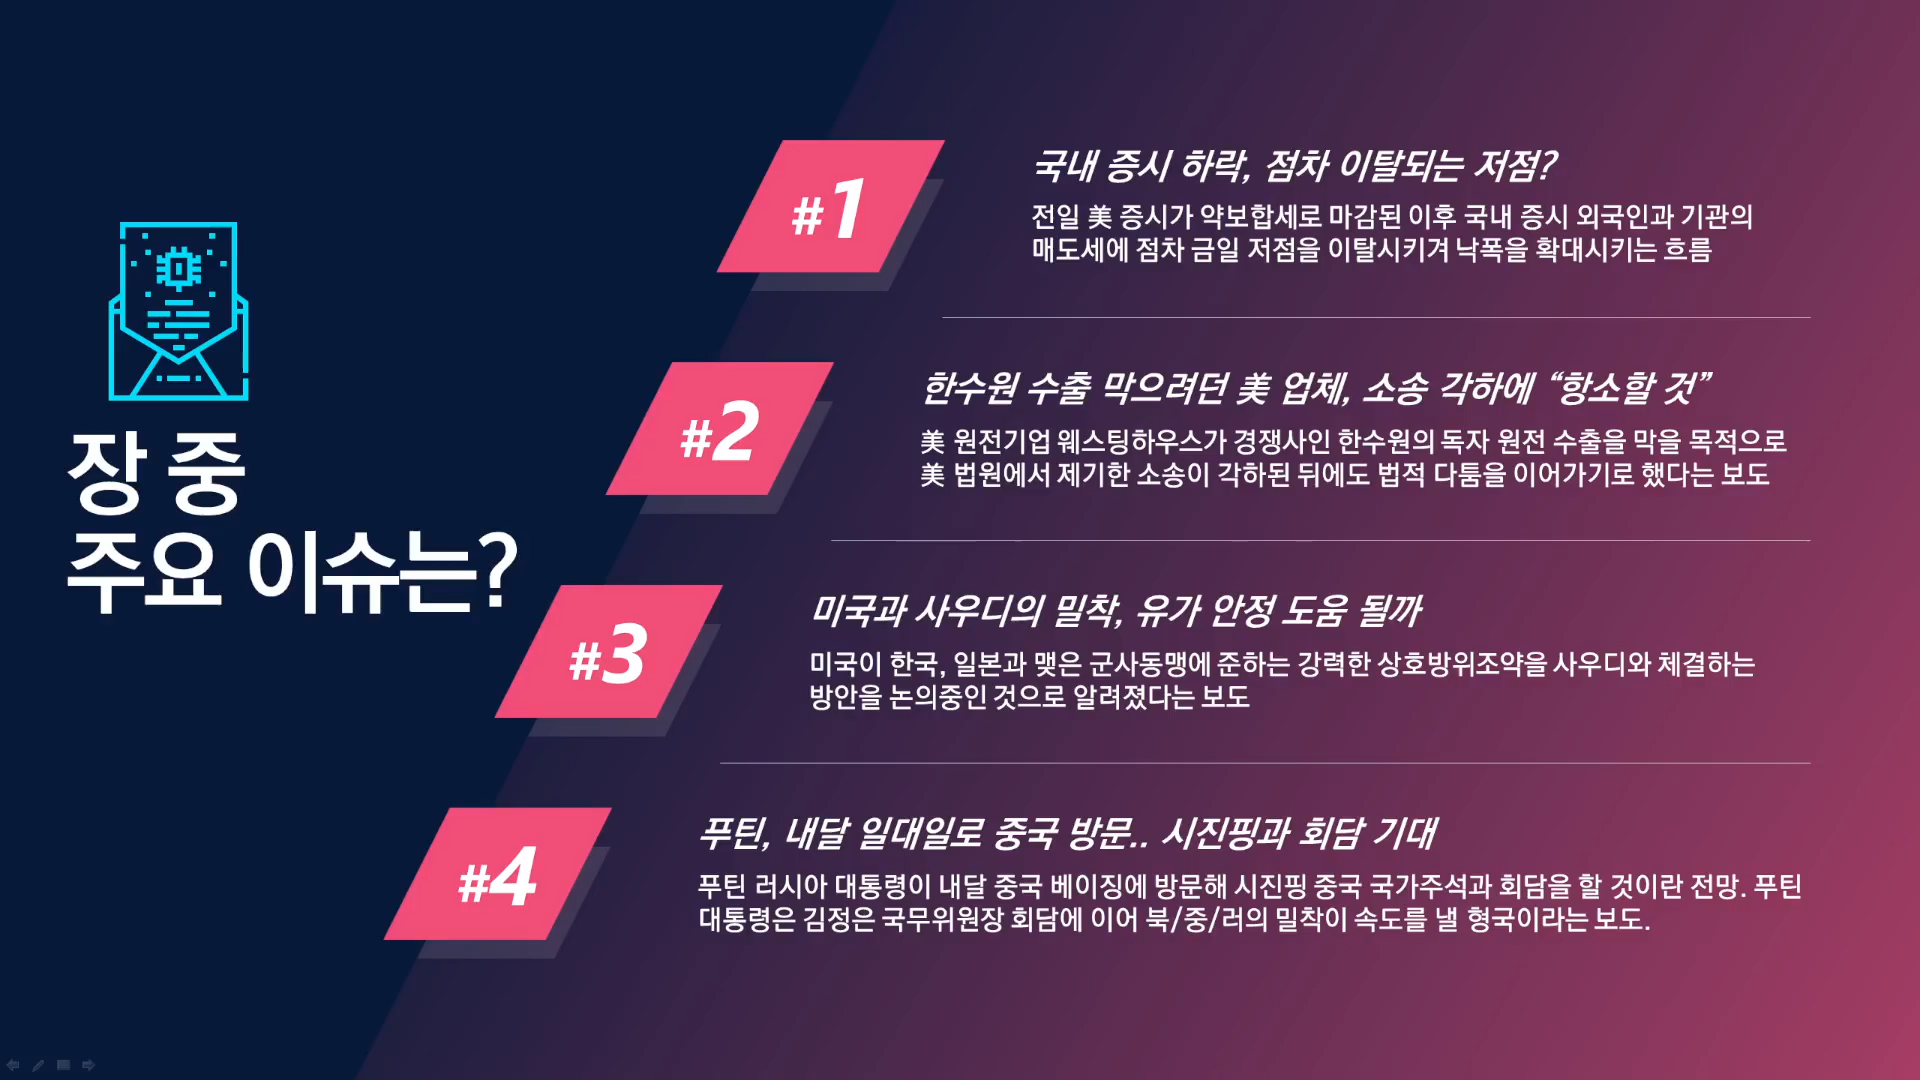 장 중
주요 이슈는?
#1
국내 증시 하락, 점차 이탈되는 저점?
전일 美 증시가 약보합세로 마감된 이후 국내 증시 외국인과 기관의
매도세에 점차 금일 저점을 이탈시키겨 낙폭을 확대시키는 흐름
#2
한수원 수출 막으려던 美 업체, 소송 각하에 “항소할 것”
美 원전기업 웨스팅하우스가 경쟁사인 한수원의 독자 원전 수출을 막을 목적으로
美 법원에서 제기한 소송이 각하된 뒤에도 법적 다툼을 이어가기로 했다는 보도
#3
미국과 사우디의 밀착, 유가 안정 도움 될까
미국이 한국, 일본과 맺은 군사동맹에 준하는 강력한 상호방위조약을 사우디와 체결하는
방안을 논의중인 것으로 알려졌다는 보도
#4
푸틴, 내달 일대일로 중국 방문.. 시진핑과 회담 기대
푸틴 러시아 대통령이 내달 중국 베이징에 방문해 시진핑 중국 국가주석과 회담을 할 것이란 전망. 푸틴
대통령은 김정은 국무위원장 회담에 이어 북/중/러의 밀착이 속도를 낼 형국이라는 보도.